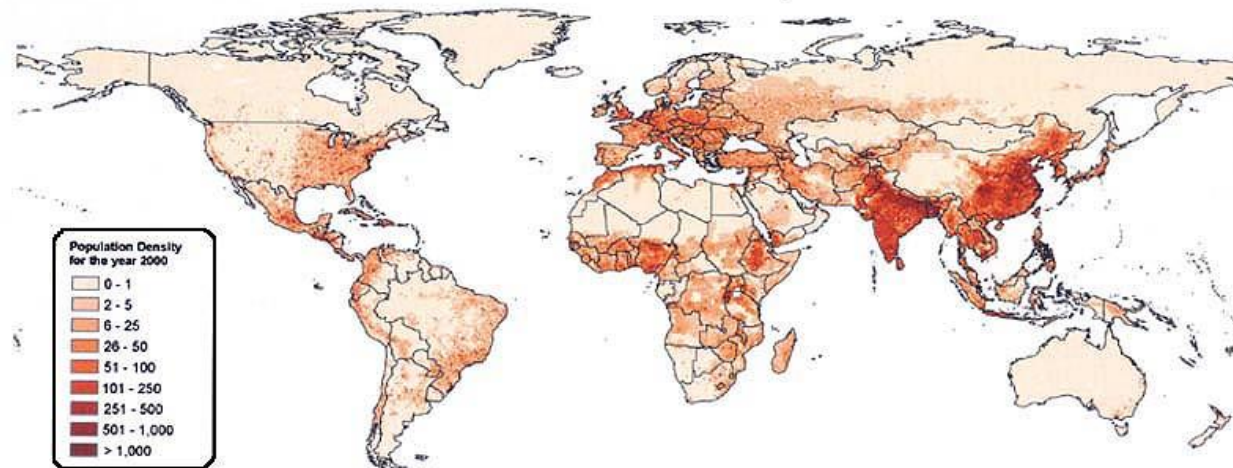 Population Density
for the year 2000
0 - 1
2 - 5
6 - 25
26 - 50
51 - 100
101 - 250
251 - 500
501 - 1,000
> 1,000